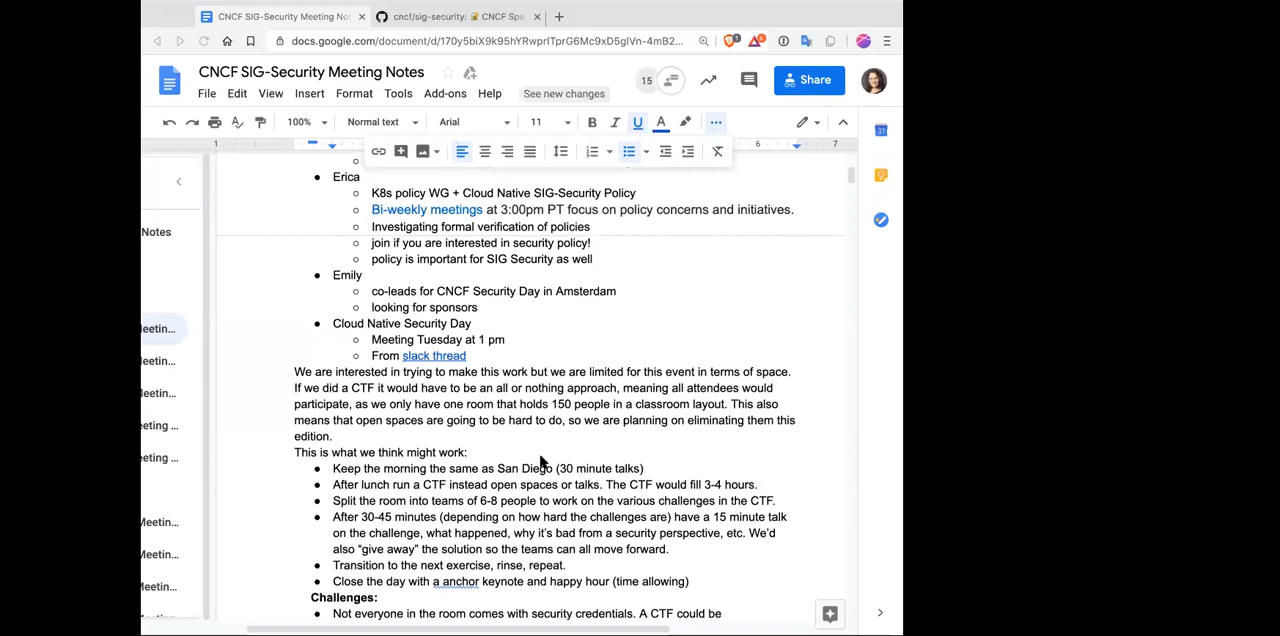 CNCF SIG-Security Meeting Not
cncf/sig-security: CNCF Spe
docs.google.com/document/d/170y5biX9k95hYRwprITprG6Mc9xD5gIVn-4mB2...
CNCF SIG-Security Meeting Notes
15
Share
File Edit View Insert Format Tools Add-ons Help See new changes
100% Normal text Arial 11 B I U A
1 6 7
Erica
K8s policy WG + Cloud Native SIG-Security Policy
Bi-weekly meetings at 3:00pm PT focus on policy concerns and initiatives.
Notes
Investigating formal verification of policies
join if you are interested in security policy!
policy is important for SIG Security as well
Emily
co-leads for CNCF Security Day in Amsterdam
looking for sponsors
Cloud Native Security Day
leetin...
Meeting Tuesday at 1 pm
From slack thread
leetin...
We are interested in trying to make this work but we are limited for this event in terms of space.
If we did a CTF it would have to be an all or nothing approach, meaning all attendees would
leetin...
participate, as we only have one room that holds 150 people in a classroom layout. This also
means that open spaces are going to be hard to do, so we are planning on eliminating them this
eeting ...
edition.
This is what we think might work:
eeting ...
Keep the morning the same as San Diego (30 minute talks)
After lunch run a CTF instead open spaces or talks. The CTF would fill 3-4 hours.
Split the room into teams of 6-8 people to work on the various challenges in the CTF.
After 30-45 minutes (depending on how hard the challenges are) have a 15 minute talk
Meetin...
on the challenge, what happened, why it's bad from a security perspective, etc. We'd
also "give away" the solution so the teams can all move forward.
Meetin...
Transition to the next exercise, rinse, repeat.
Close the day with a anchor keynote and happy hour (time allowing)
Meetin...
Challenges:
Not everyone in the room comes with security credentials. A CTF could be